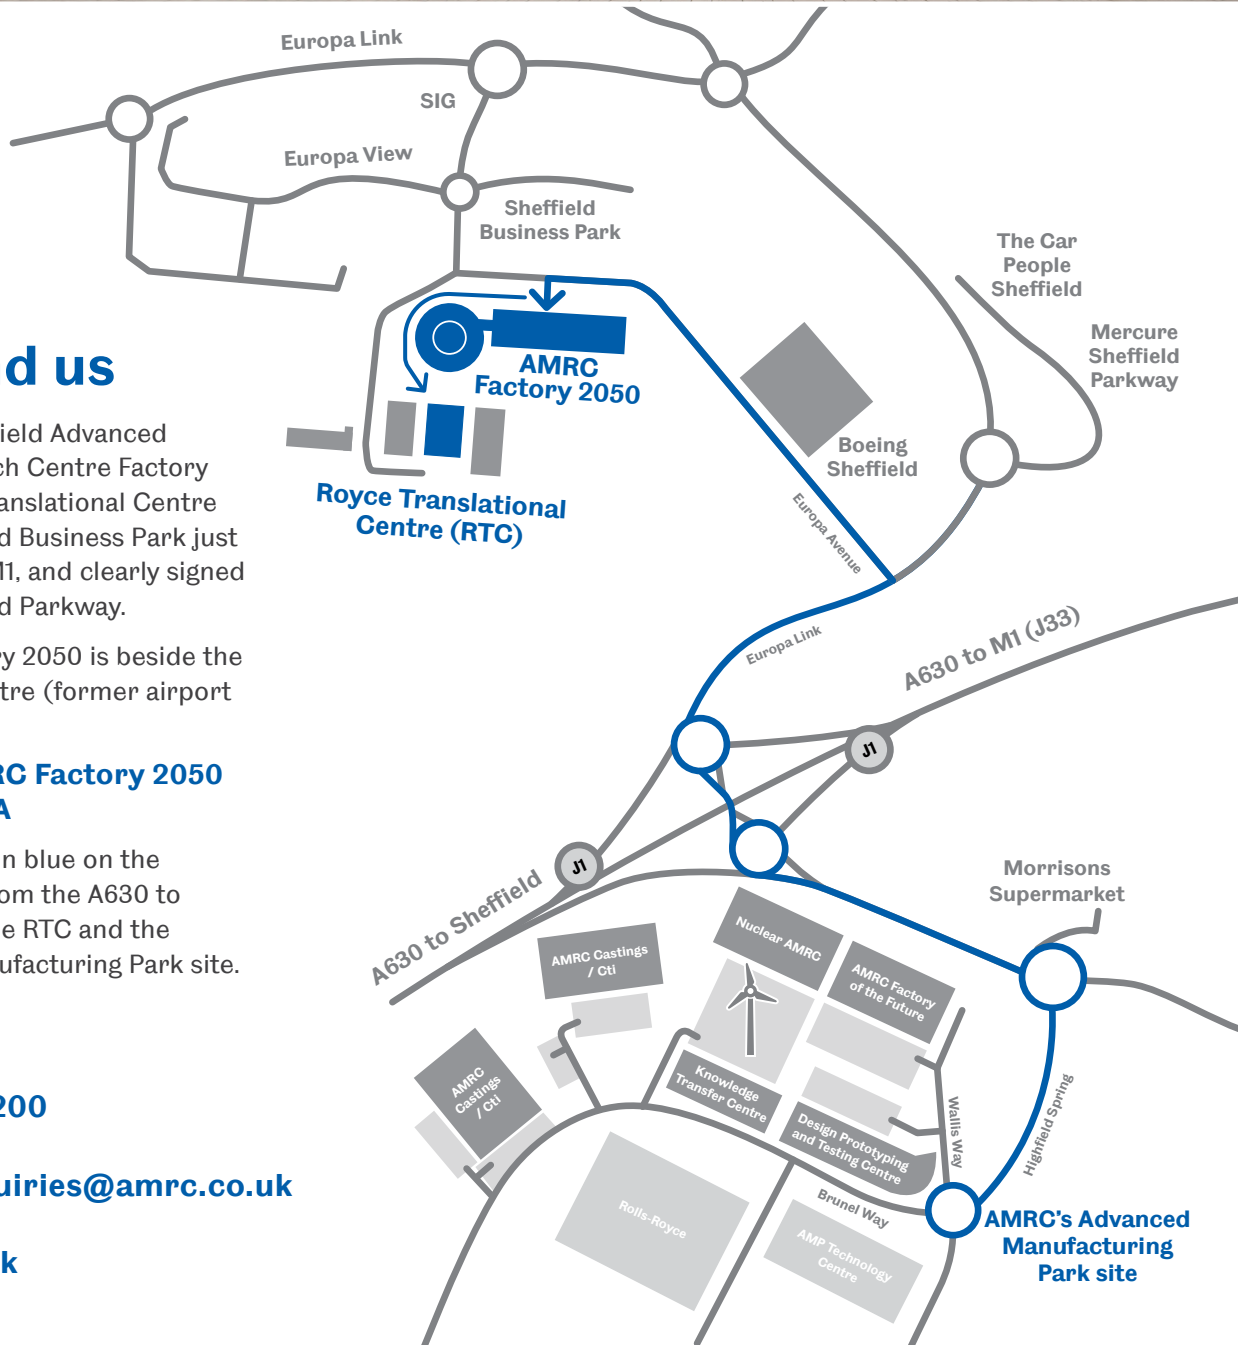 d us
ield Advanced
ch Centre Factory
anslational Centre
d Business Park just
M1, and clearly signed
d Parkway.
ry 2050 is beside the
tre (former airport
RC Factory 2050
A
n blue on the
om the A630 to
e RTC and the
ufacturing Park site.
200
uiries@amrc.co.uk
k
Europa Link
SIG
Europa View
Sheffield
Business Park
The Car
People
Sheffield
Mercure
Sheffield
Parkway
AMRC
Factory 2050
Boeing
Sheffield
Royce Translational
Centre (RTC)
Europa Avenue
Europa Link
A630 to M1 (J33)
J1
J1
A630 to Sheffield
Morrisons
Supermarket
Nuclear AMRC
AMRC Castings
/ Cti
AMRC Factory
of the Future
AMRC
Castings
/ Cti
Knowledge
Transfer Centre
Design Prototyping
and Testing Centre
Wallis Way
Highfield Spring
Rolls-Royce
Brunel Way
AMP Technology
Centre
AMRC's Advanced
Manufacturing
Park site